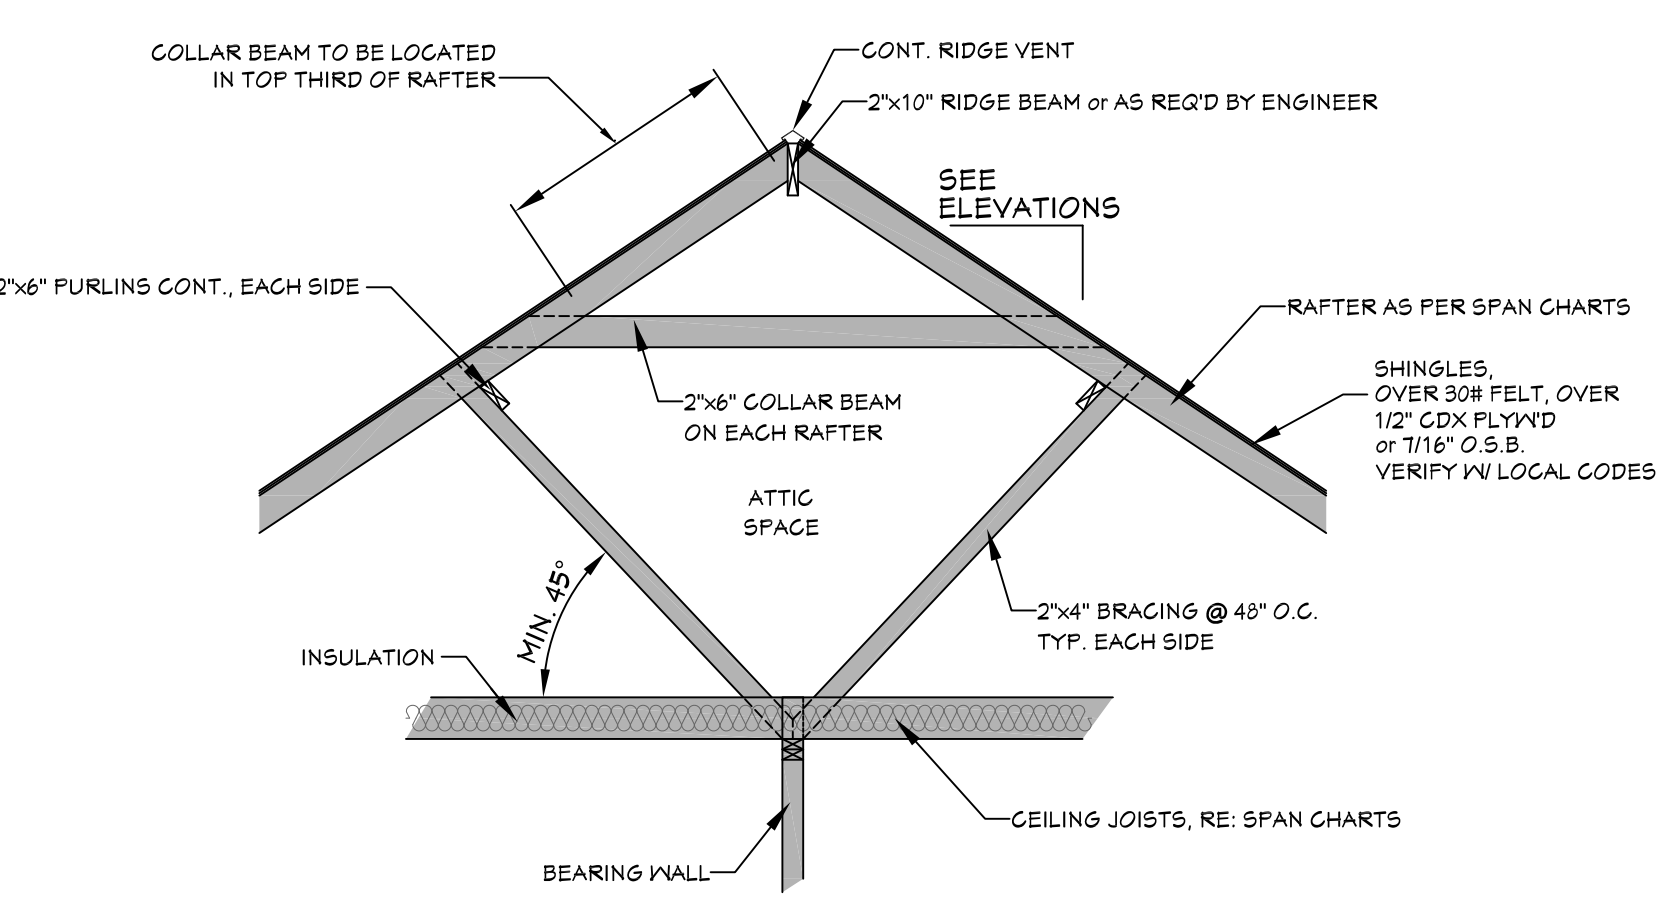 COLLAR BEAM TO BE LOCATED
IN TOP THIRD OF RAFTER
CONT. RIDGE VENT
2"x10" RIDGE BEAM or AS REQ'D BY ENGINEER
SEE
ELEVATIONS
2"x6" PURLINS CONT., EACH SIDE
RAFTER AS PER SPAN CHARTS
SHINGLES,
OVER 30# FELT, OVER
1/2" CDX PLYW'D
or 7/16" O.S.B.
VERIFY W/ LOCAL CODES
2"x6" COLLAR BEAM
ON EACH RAFTER
ATTIC
SPACE
MIN. 45°
2"x4" BRACING @ 48" O.C.
TYP. EACH SIDE
INSULATION
CEILING JOISTS, RE: SPAN CHARTS
BEARING WALL